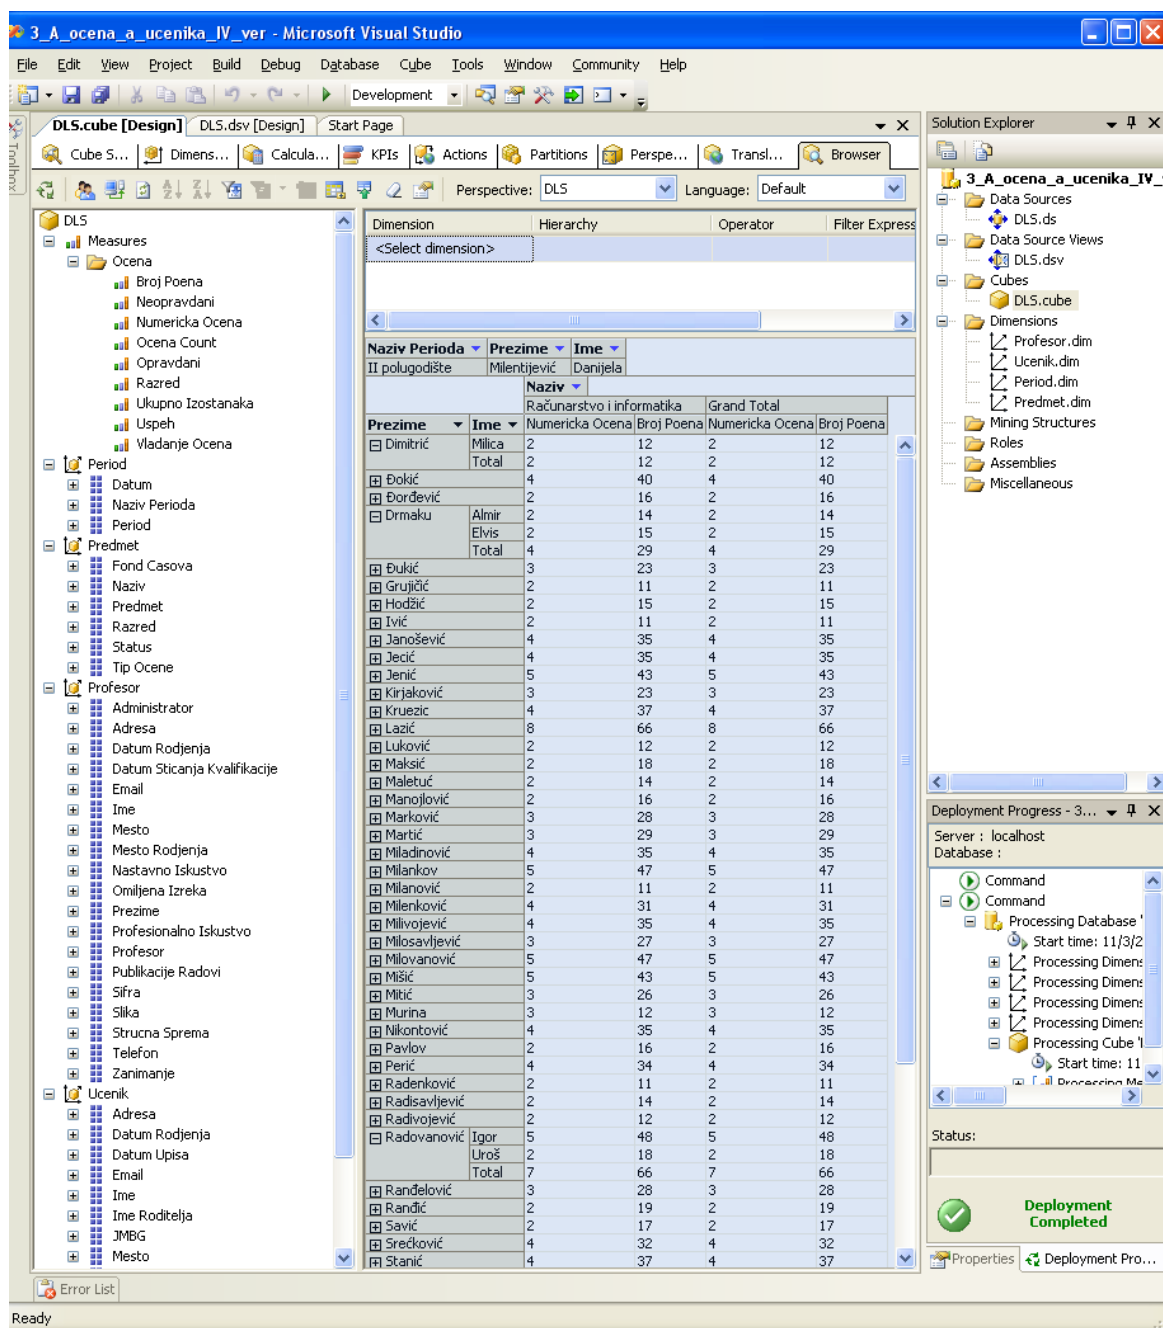 3_A_ocena_a_ucenika_IV_ver - Microsoft Visual Studio
File Edit View Project Build Debug Database Cube Tools Window Community Help
Development
DLS.cube [Design] DLS.dsv [Design] Start Page
Cube S... Dimens... Calcula... KPIs Actions Partitions Perspe... Transl... Browser
Perspective: DLS Language: Default
Toolbox
DLS
Measures
Ocena
Broj Poena
Neopravdani
Numericka Ocena
Ocena Count
Opravdani
Razred
Ukupno Izostanaka
Uspeh
Vladanje Ocena
Period
Datum
Naziv Perioda
Period
Predmet
Fond Casova
Naziv
Predmet
Razred
Status
Tip Ocene
Profesor
Administrator
Adresa
Datum Rodjenja
Datum Sticanja Kvalifikacije
Email
Ime
Mesto
Mesto Rodjenja
Nastavno Iskustvo
Omiljena Izreka
Prezime
Profesionalno Iskustvo
Profesor
Publikacije Radovi
Sifra
Slika
Strucna Sprema
Telefon
Zanimanje
Ucenik
Adresa
Datum Rodjenja
Datum Upisa
Email
Ime
Ime Roditelja
JMBG
Mesto
Dimension Hierarchy Operator Filter Express
<Select dimension>
Naziv Perioda Prezime Ime
II polugodište Milentijević Danijela
Naziv
Računarstvo i informatika Grand Total
Prezime Ime Numericka Ocena Broj Poena Numericka Ocena Broj Poena
Dimitrić Milica 2 12 2 12
Total 2 12 2 12
Đokić 4 40 4 40
Đorđević 2 16 2 16
Drmaku Almir 2 14 2 14
Elvis 2 15 2 15
Total 4 29 4 29
Đukić 3 23 3 23
Grujičić 2 11 2 11
Hodžić 2 15 2 15
Ivić 2 11 2 11
Janošević 4 35 4 35
Jecić 4 35 4 35
Jenić 5 43 5 43
Kirjaković 3 23 3 23
Kruezic 4 37 4 37
Lazić 8 66 8 66
Luković 2 12 2 12
Maksić 2 18 2 18
Maletuć 2 14 2 14
Manojlović 2 16 2 16
Marković 3 28 3 28
Martić 3 29 3 29
Miladinović 4 35 4 35
Milankov 5 47 5 47
Milanović 2 11 2 11
Milenković 4 31 4 31
Milivojević 4 35 4 35
Milosavljević 3 27 3 27
Milovanović 5 47 5 47
Mišić 5 43 5 43
Mitić 3 26 3 26
Murina 3 12 3 12
Nikontović 4 35 4 35
Pavlov 2 16 2 16
Perić 4 34 4 34
Radenković 2 11 2 11
Radisavljević 2 14 2 14
Radivojević 2 12 2 12
Radovanović Igor 5 48 5 48
Uroš 2 18 2 18
Total 7 66 7 66
Ranđelović 3 28 3 28
Ranđić 2 19 2 19
Savić 2 17 2 17
Srećković 4 32 4 32
Stanić 4 37 4 37
Solution Explorer
3_A_ocena_a_ucenika_IV_
Data Sources
DLS.ds
Data Source Views
DLS.dsv
Cubes
DLS.cube
Dimensions
Profesor.dim
Ucenik.dim
Period.dim
Predmet.dim
Mining Structures
Roles
Assemblies
Miscellaneous
Deployment Progress - 3...
Server : localhost
Database :
Command
Command
Processing Database '
Start time: 11/3/2
Processing Dimens
Processing Dimens
Processing Dimens
Processing Dimens
Processing Cube '
Start time: 11
Processing Me
Status:
Deployment
Completed
Properties Deployment Pro...
Error List
Ready